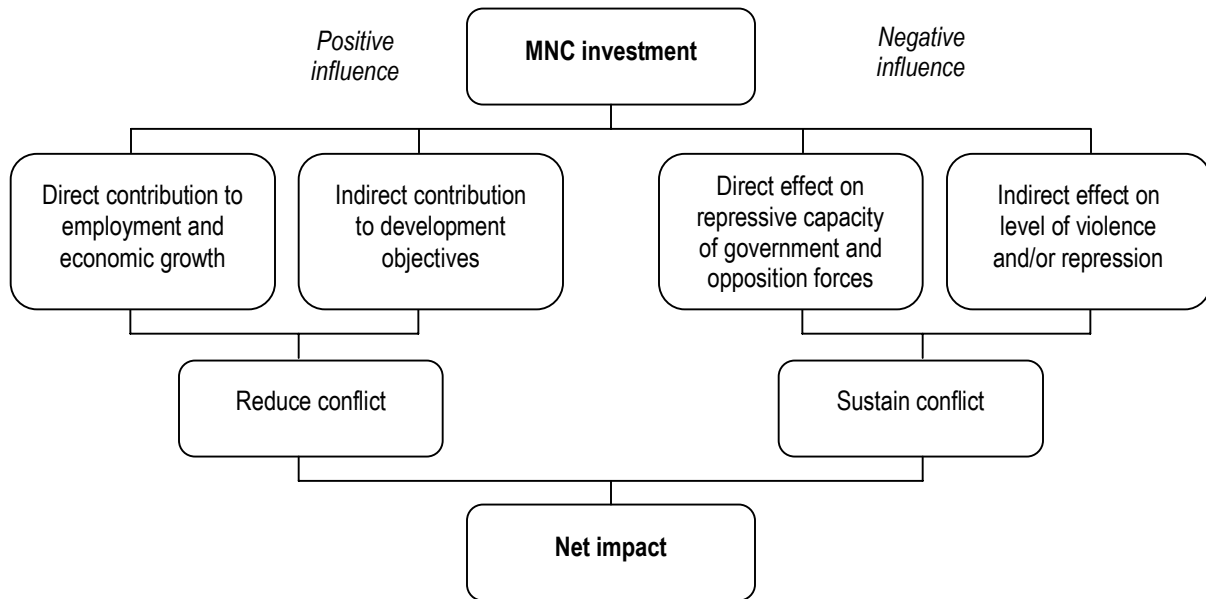 Positive
influence
MNC investment
Negative
influence
Direct contribution to
employment and
economic growth
Indirect contribution
to development
objectives
Direct effect on
repressive capacity
of government and
opposition forces
Indirect effect on
level of violence
and/or repression
Reduce conflict
Sustain conflict
Net impact